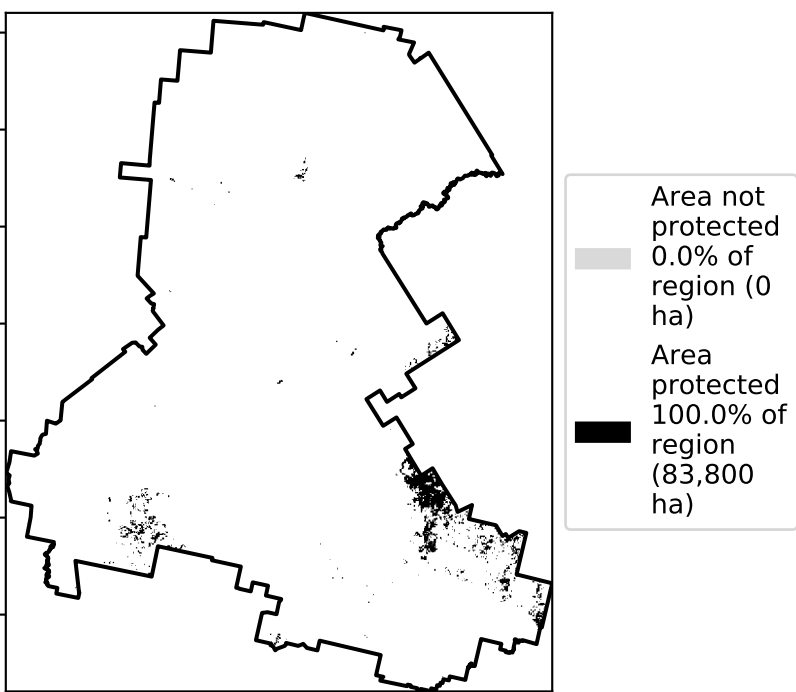 Area not
protected
0.0% of
region (0
ha)
Area
protected
100.0% of
region
(83,800
ha)